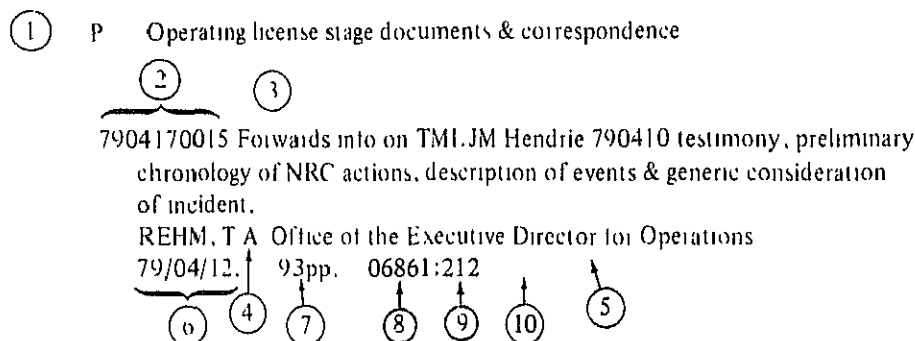 1 P Operating license stage documents & correspondence
2 3
7904170015 Forwards info on TMI, JM Hendrie 790410 testimony, preliminary
chronology of NRC actions, description of events & generic consideration
of incident.
REHM, T A Office of the Executive Director for Operations
79/04/12. 93pp. 06861:212
6 4 7 8 9 10 5